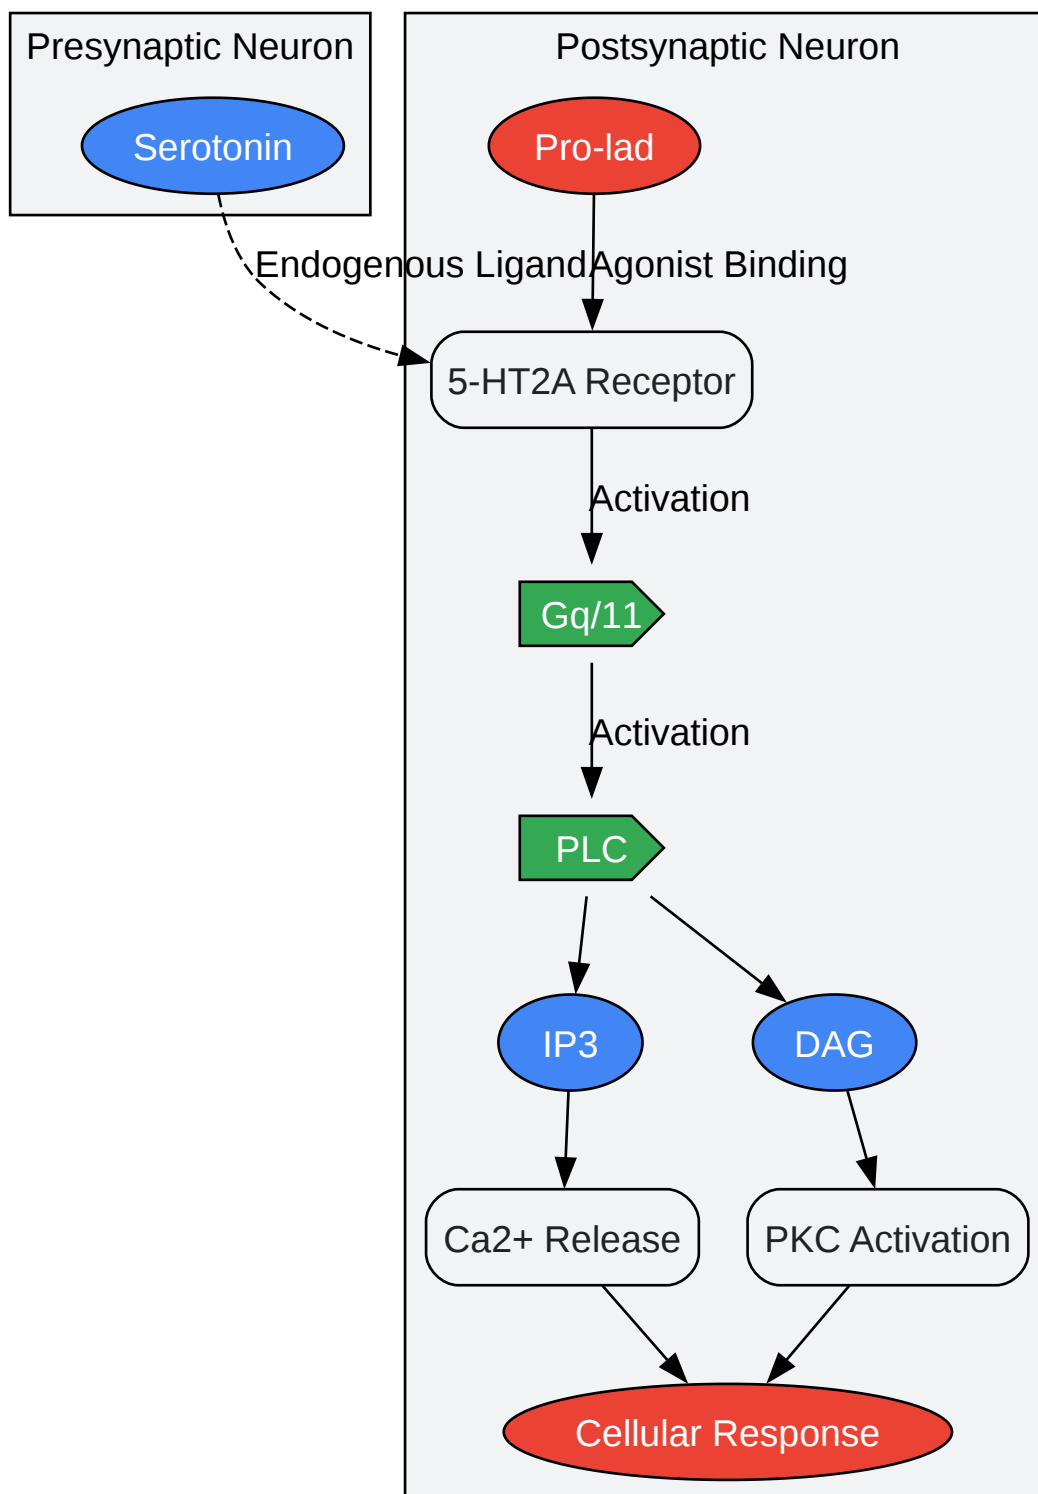 Presynaptic Neuron
Postsynaptic Neuron
Serotonin
Pro-lad
Endogenous Ligand
Agonist Binding
5-HT2A Receptor
Activation
Gq/11
Activation
PLC
IP3
DAG
Ca2+ Release
PKC Activation
Cellular Response